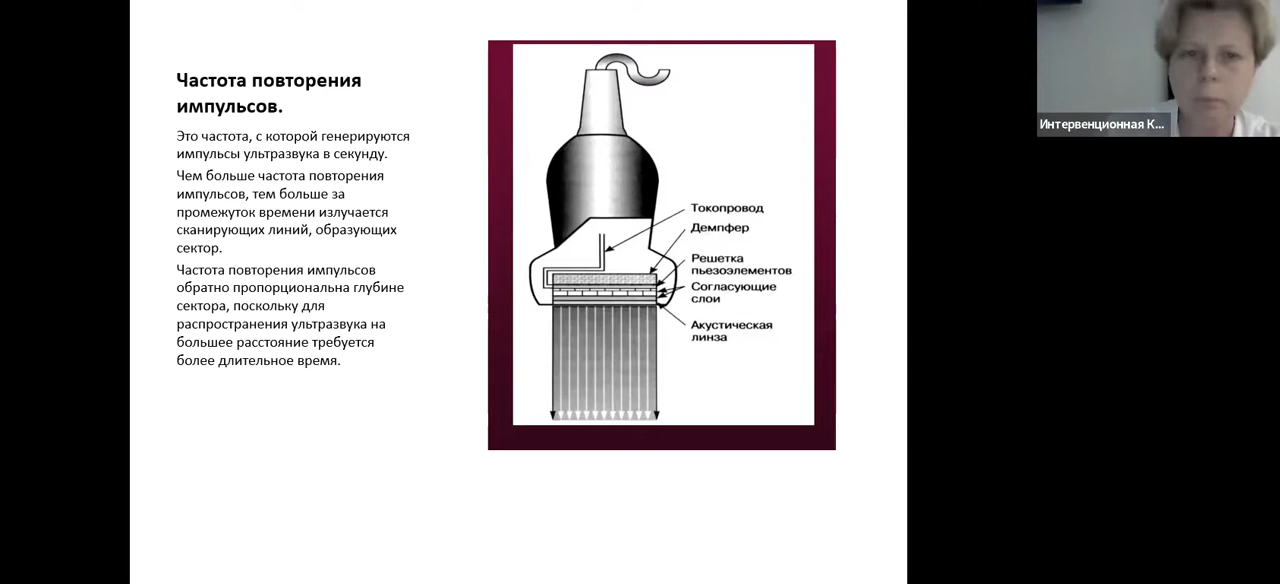 Частота повторения
импульсов.
Это частота, с которой генерируются
импульсы ультразвука в секунду.
Чем больше частота повторения
импульсов, тем больше за
промежуток времени излучается
сканирующих линий, образующих
сектор.
Частота повторения импульсов
обратно пропорциональна глубине
сектора, поскольку для
распространения ультразвука на
большее расстояние требуется
более длительное время.
Токопровод
Демпфер
Решетка
пьезоэлементов
Согласующие
слои
Акустическая
линза
Интервенционная К...